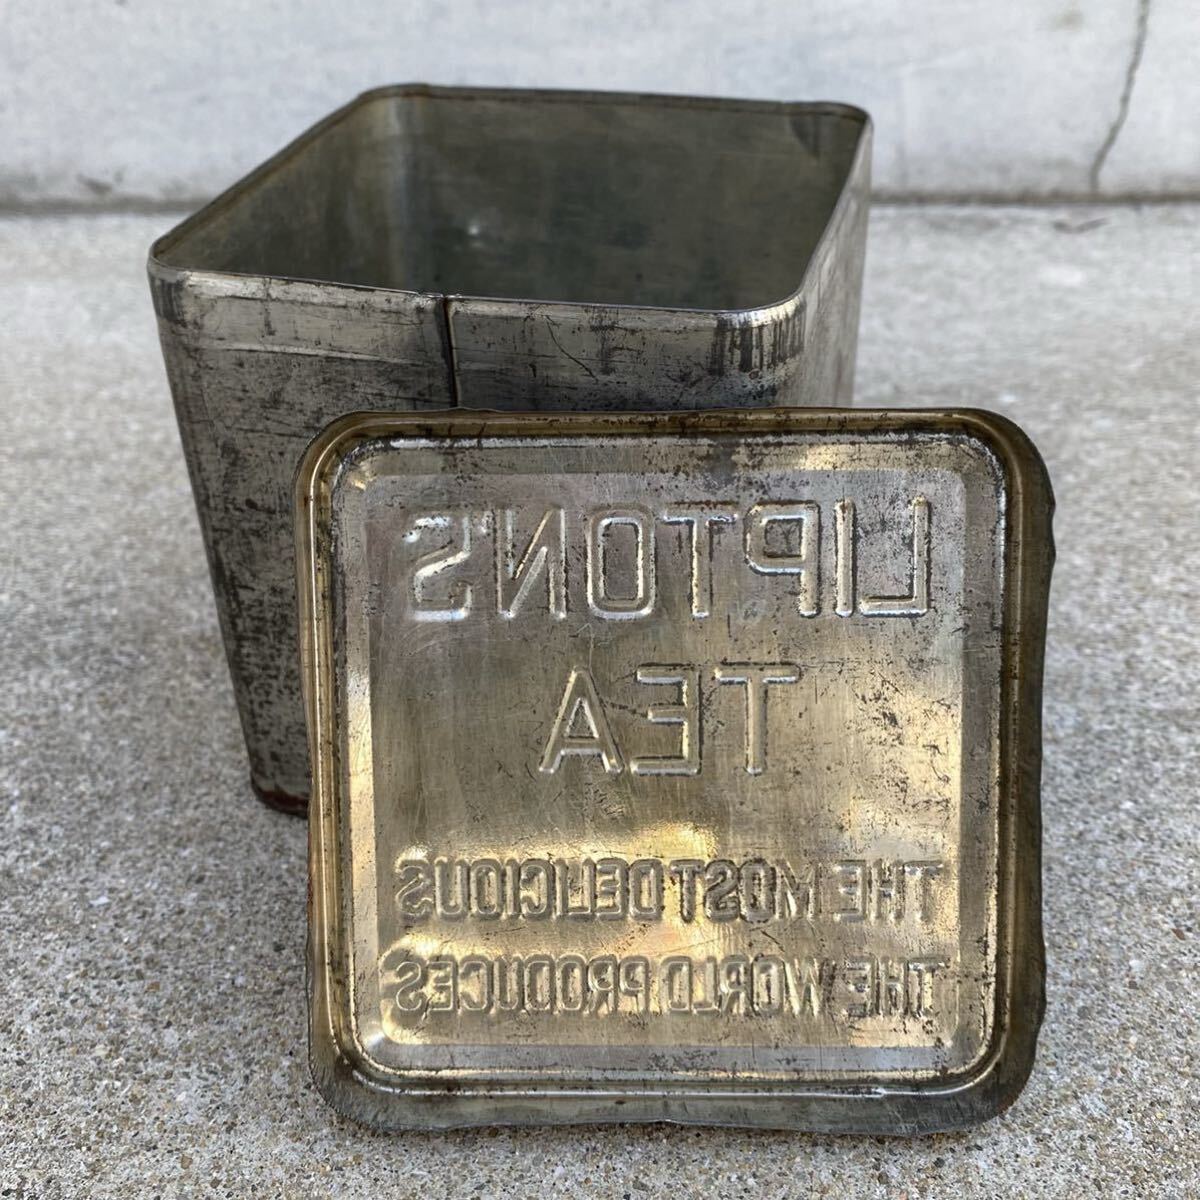 LIPTON'S
TEA
THE MOST DELICIOUS
THE WORLD PRODUCES